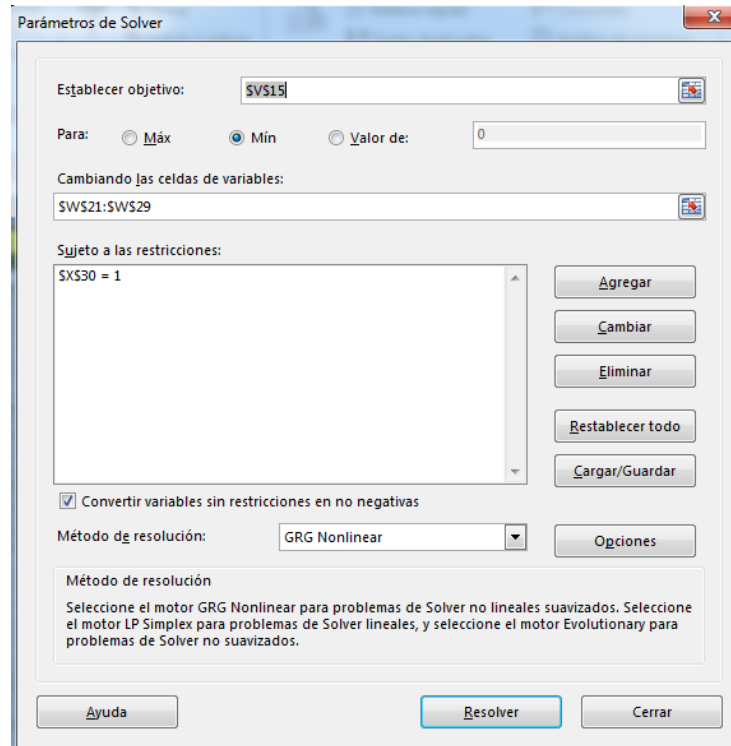 Parámetros de Solver
X
Establecer objetivo: $V$15
Para: Máx Mín Valor de: 0
Cambiando las celdas de variables:
$W$21:$W$29
Sujeto a las restricciones:
$X$30 = 1
Agregar
Cambiar
Eliminar
Restablecer todo
Cargar/Guardar
Convertir variables sin restricciones en no negativas
Método de resolución: GRG Nonlinear Opciones
Método de resolución
Seleccione el motor GRG Nonlinear para problemas de Solver no lineales suavizados. Seleccione
el motor LP Simplex para problemas de Solver lineales, y seleccione el motor Evolutionary para
problemas de Solver no suavizados.
Ayuda Resolver Cerrar